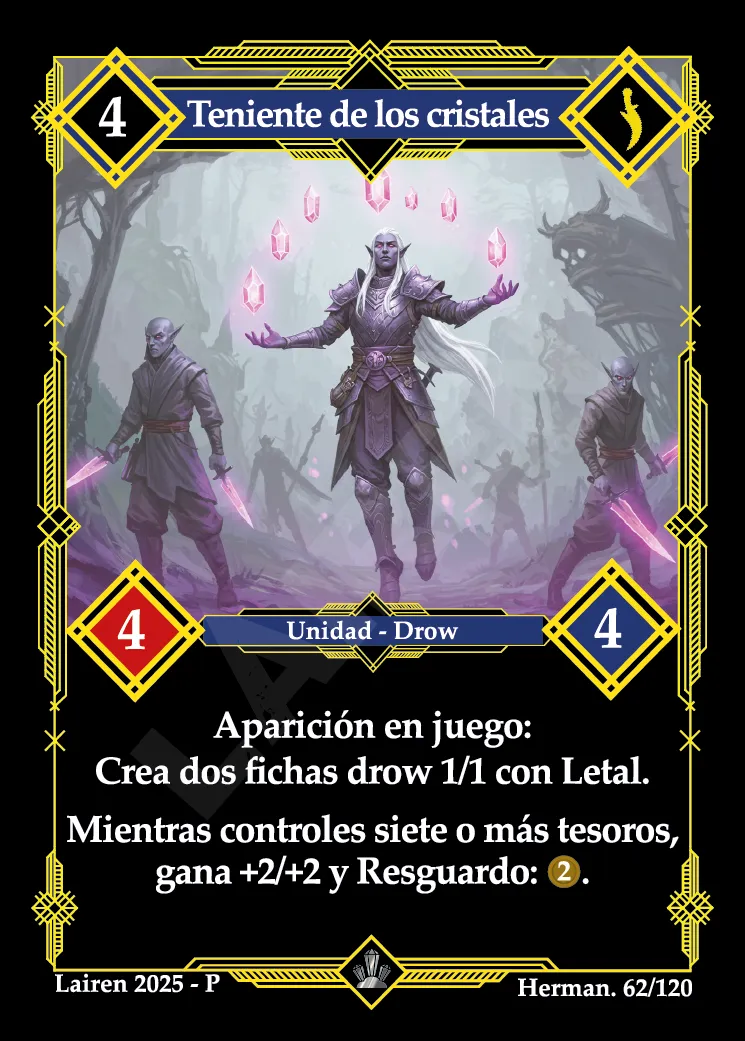 4
Teniente de los cristales
4
Unidad - Drow
4
Aparición en juego:
Crea dos fichas drow 1/1 con Letal.
Mientras controles siete o más tesoros,
gana +2/+2 y Resguardo: 2.
Lairen 2025 - P
Herman. 62/120